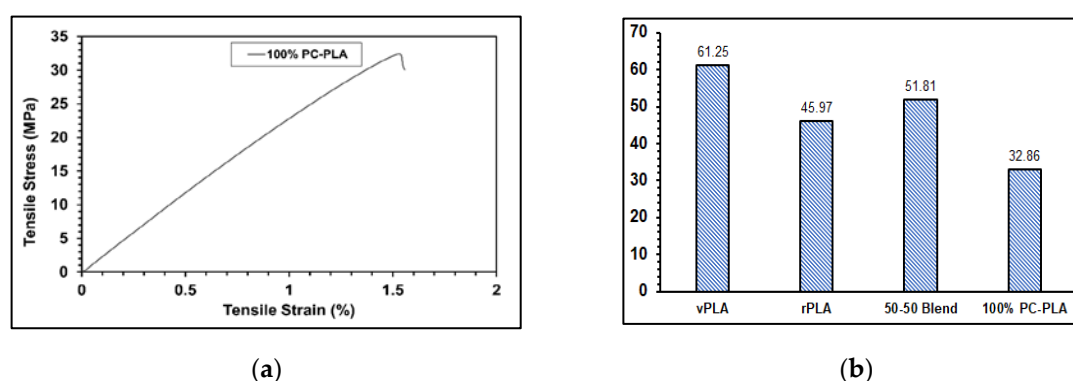 35
30
25
20
15
10
5
0
100% PC-PLA
Tensile Stress (MPa)
0 0.5 1 1.5 2
Tensile Strain (%)
(a)
70
60
50
40
30
20
10
0
61.25
45.97
51.81
32.86
vPLA rPLA 50-50 Blend 100% PC-PLA
(b)